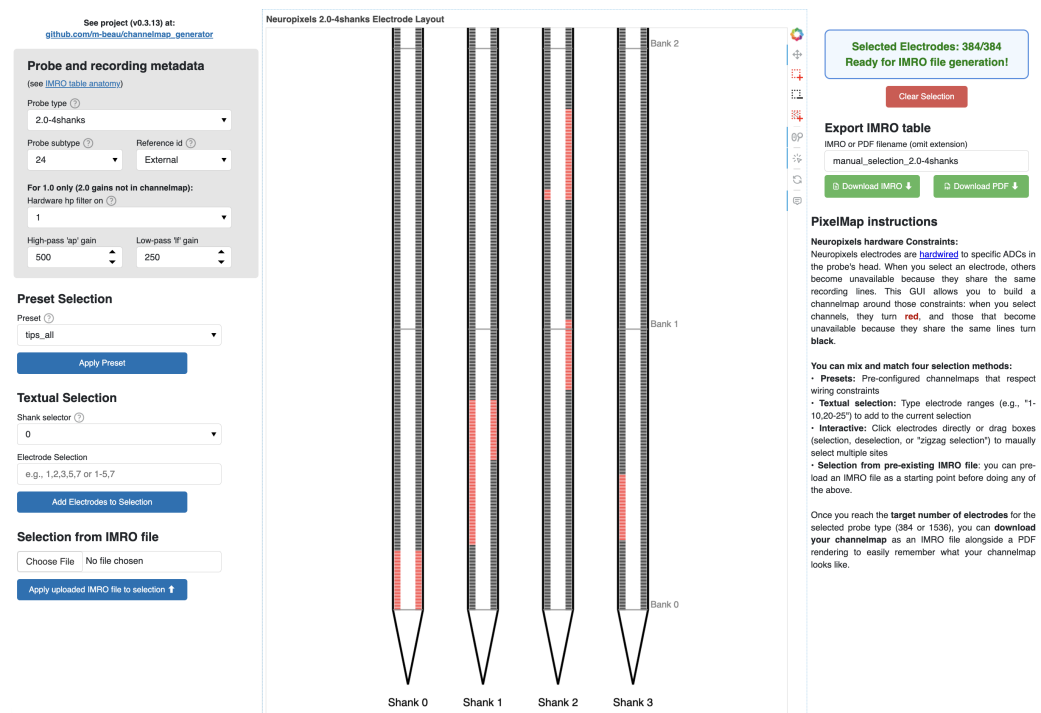 See project (v0.3.13) at:
github.com/m-beau/channelmap_generator
Probe and recording metadata
(see IMRO table anatomy)
Probe type ?
2.0-4shanks
Probe subtype ?
Reference id ?
24
External
For 1.0 only (2.0 gains not in channelmap):
Hardware hp filter on ?
1
High-pass 'ap' gain
Low-pass 'lf' gain
500
250
Preset Selection
Preset ?
tips_all
Apply Preset
Textual Selection
Shank selector ?
0
Electrode Selection
e.g., 1,2,3,5,7 or 1-5,7
Add Electrodes to Selection
Selection from IMRO file
Choose File No file chosen
Apply uploaded IMRO file to selection ⬆
Neuropixels 2.0-4shanks Electrode Layout
Bank 2
Bank 1
Bank 0
Shank 0
Shank 1
Shank 2
Shank 3
Selected Electrodes: 384/384
Ready for IMRO file generation!
Clear Selection
Export IMRO table
IMRO or PDF filename (omit extension)
manual_selection_2.0-4shanks
Download IMRO ⬇
Download PDF ⬇
PixelMap instructions
Neuropixels hardware Constraints:
Neuropixels electrodes are hardwired to specific ADCs in
the probe's head. When you select an electrode, others
become unavailable because they share the same
recording lines. This GUI allows you to build a
channelmap around those constraints: when you select
channels, they turn red, and those that become
unavailable because they share the same lines turn
black.
You can mix and match four selection methods:
• Presets: Pre-configured channelmaps that respect
wiring constraints
• Textual selection: Type electrode ranges (e.g., "1-
10,20-25") to add to the current selection
• Interactive: Click electrodes directly or drag boxes
(selection, deselection, or "zigzag selection") to maually
select multiple sites
• Selection from pre-existing IMRO file: you can pre-
load an IMRO file as a starting point before doing any of
the above.
Once you reach the target number of electrodes for the
selected probe type (384 or 1536), you can download
your channelmap as an IMRO file alongside a PDF
rendering to easily remember what your channelmap
looks like.